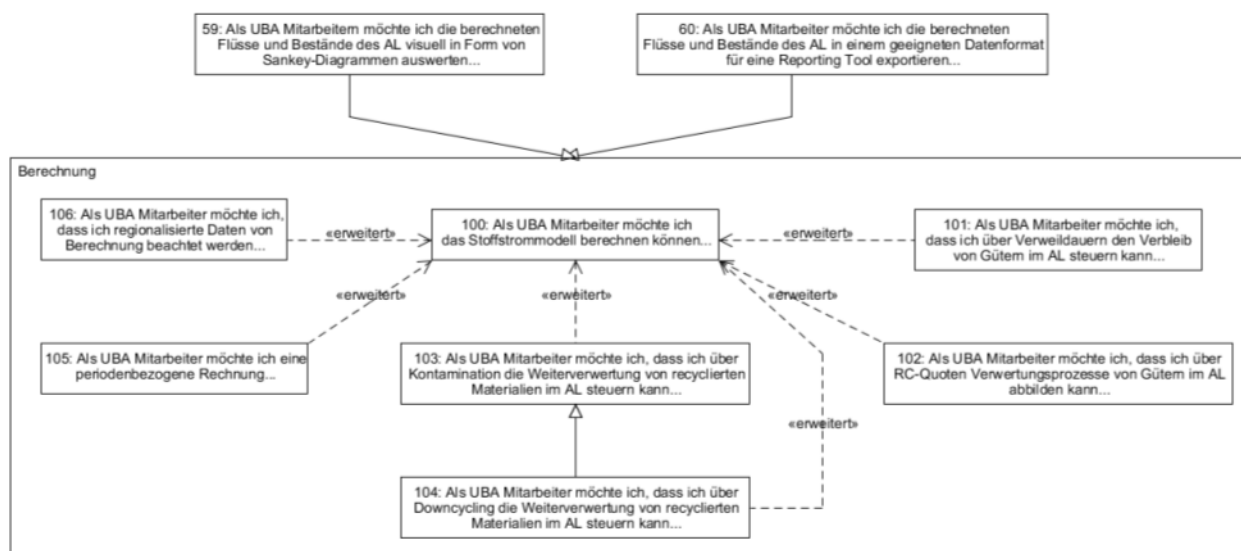 59: Als UBA Mitarbeitern möchte ich die berechneten
Flüsse und Bestände des AL visuell in Form von
Sankey-Diagrammen auswerten...
60: Als UBA Mitarbeiter möchte ich die berechneten
Flüsse und Bestände des AL in einem geeigneten Datenformat
für eine Reporting Tool exportieren...
Berechnung
106: Als UBA Mitarbeiter möchte ich,
dass ich regionalisierte Daten von
Berechnung beachtet werden...
«erweitert»
100: Als UBA Mitarbeiter möchte ich
das Stoffstrommodell berechnen können...
«erweitert»
101: Als UBA Mitarbeiter möchte ich,
dass ich über Verweildauern den Verbleib
von Gütern im AL steuern kann...
«erweitert»
«erweitert»
«erweitert»
105: Als UBA Mitarbeiter möchte ich eine
periodenbezogene Rechnung...
103: Als UBA Mitarbeiter möchte ich, dass ich über
Kontamination die Weiterverwertung von recyclierten
Materialien im AL steuern kann...
102: Als UBA Mitarbeiter möchte ich, dass ich über
RC-Quoten Verwertungsprozesse von Gütern im AL
abbilden kann...
«erweitert»
104: Als UBA Mitarbeiter möchte ich, dass ich über
Downcycling die Weiterverwertung von recyclierten
Materialien im AL steuern kann...